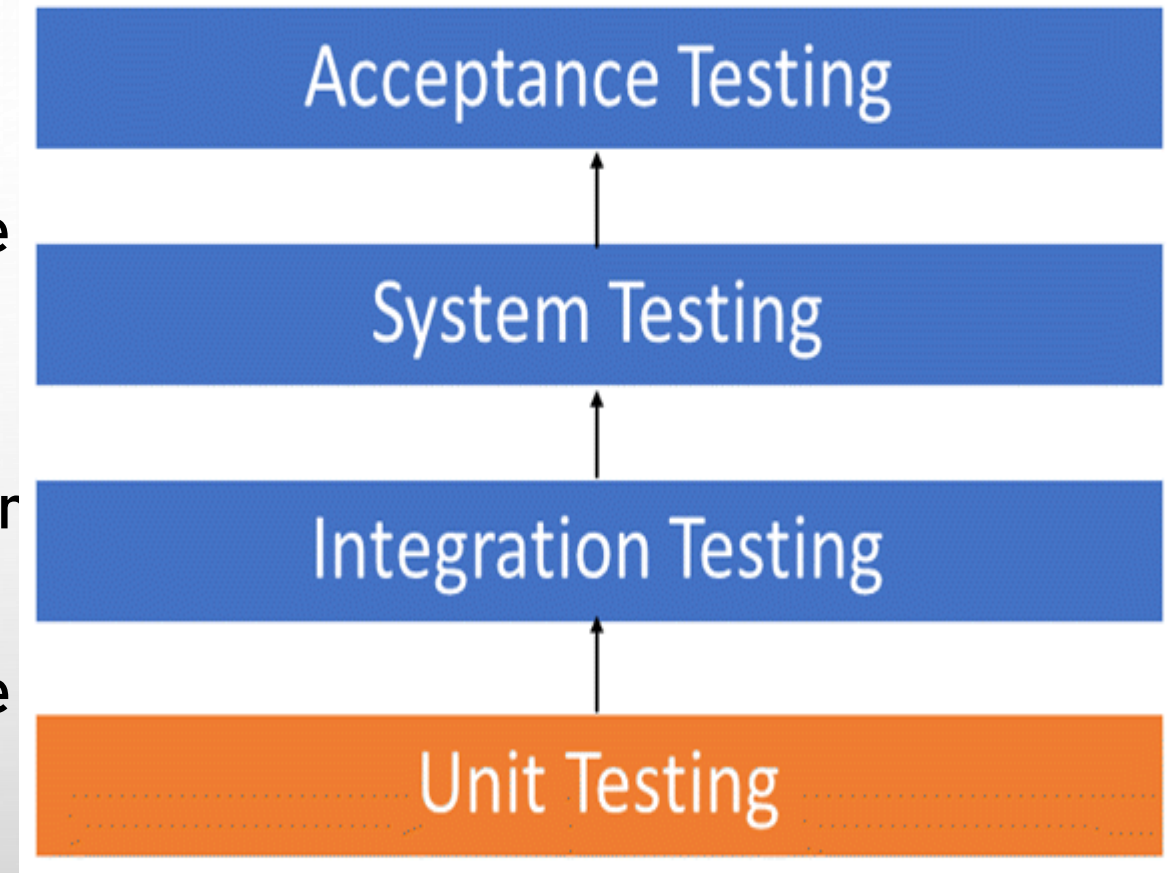 Acceptance Testing
e
System Testing
r
Integration Testing
e
Unit Testing